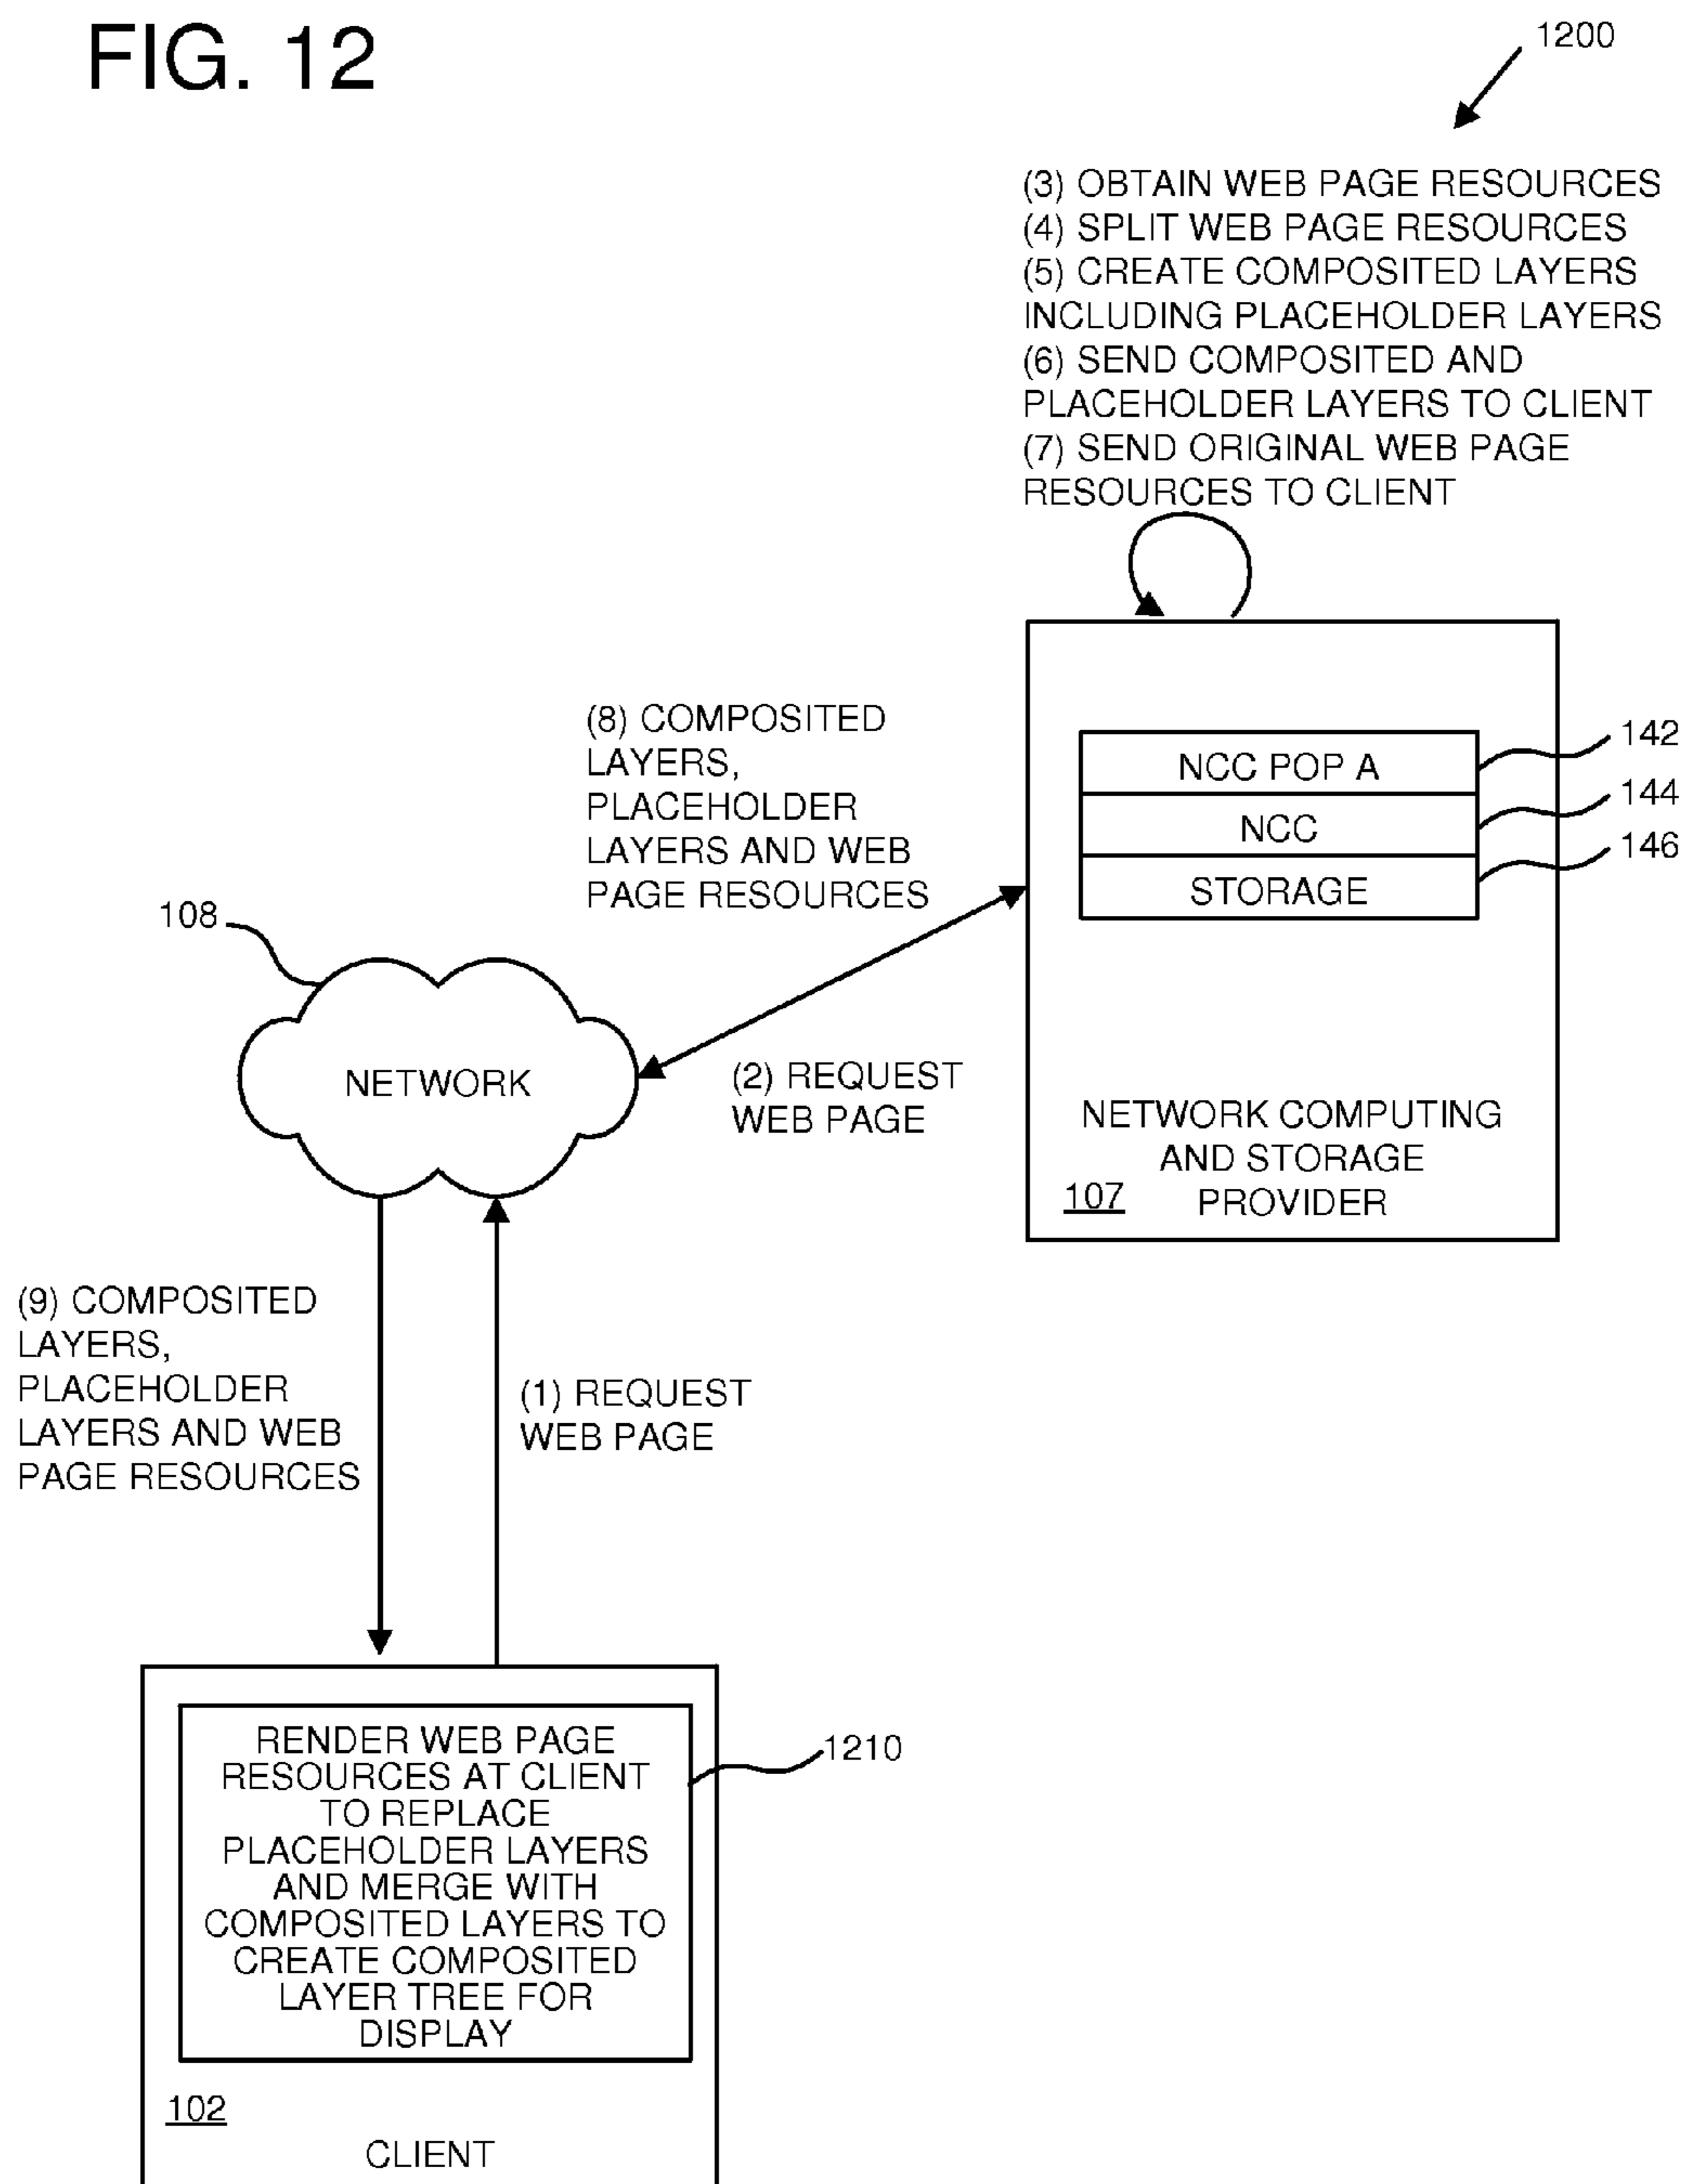 FIG. 12
1200
(3) OBTAIN WEB PAGE RESOURCES
(4) SPLIT WEB PAGE RESOURCES
(5) CREATE COMPOSITED LAYERS
INCLUDING PLACEHOLDER LAYERS
(6) SEND COMPOSITED AND
PLACEHOLDER LAYERS TO CLIENT
(7) SEND ORIGINAL WEB PAGE
RESOURCES TO CLIENT
(8) COMPOSITED
LAYERS,
PLACEHOLDER
LAYERS AND WEB
PAGE RESOURCES
NCC POP A
142
NCC
144
STORAGE
146
108
NETWORK
(2) REQUEST
WEB PAGE
NETWORK COMPUTING
AND STORAGE
PROVIDER
107
(9) COMPOSITED
LAYERS,
PLACEHOLDER
LAYERS AND WEB
PAGE RESOURCES
(1) REQUEST
WEB PAGE
RENDER WEB PAGE
RESOURCES AT CLIENT
TO REPLACE
PLACEHOLDER LAYERS
AND MERGE WITH
COMPOSITED LAYERS TO
CREATE COMPOSITED
LAYER TREE FOR
DISPLAY
1210
102
CLIENT